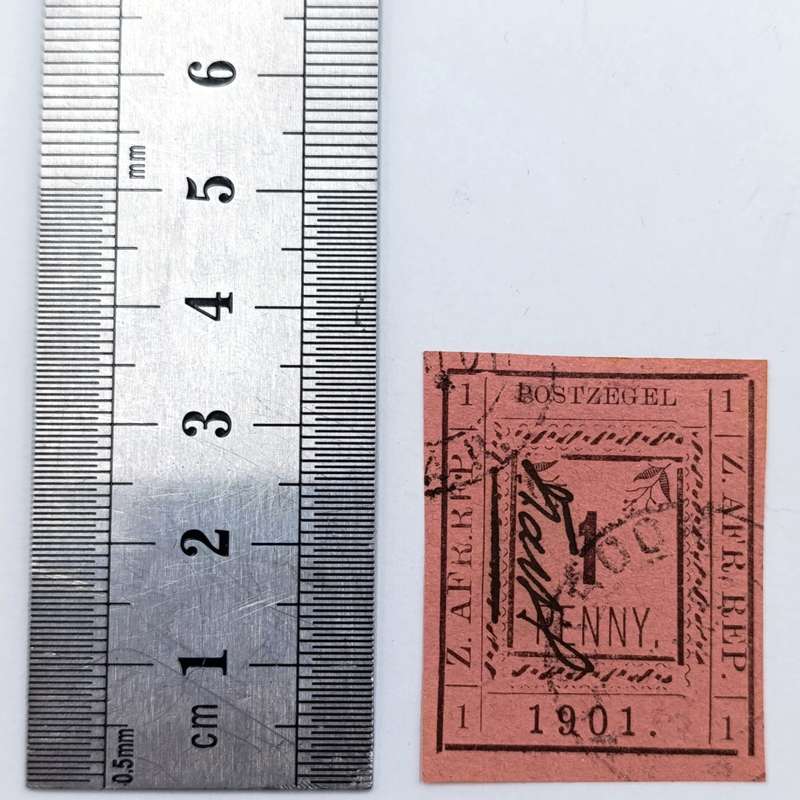 6
mm
5
4
3
2
1
cm
0.5mm
1 POSTZEGEL 1
Z. AFR. REP.
Z. AFR. REP.
1
PENNY.
1 1901. 1